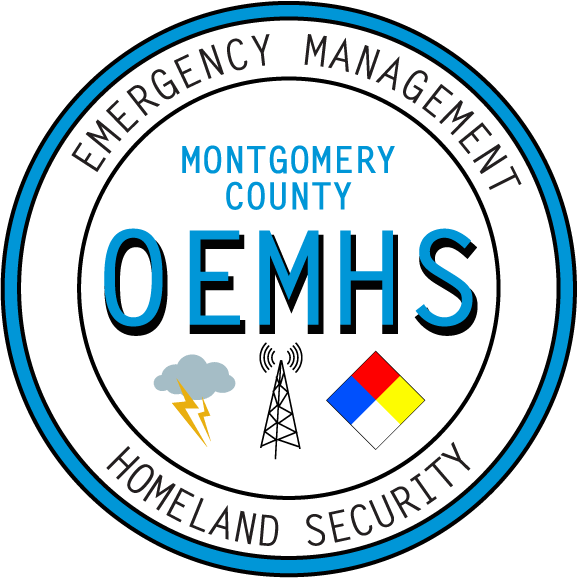 EMERGENCY MANAGEMENT
MONTGOMERY
COUNTY
OEMHS
HOMELAND SECURITY